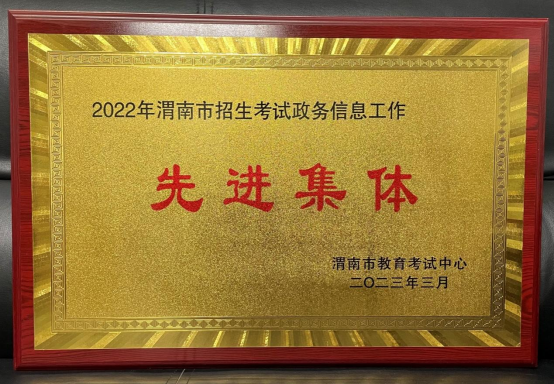 2022年渭南市招生考试政务信息工作
先进集体
渭南市教育考试中心
二〇二三年三月